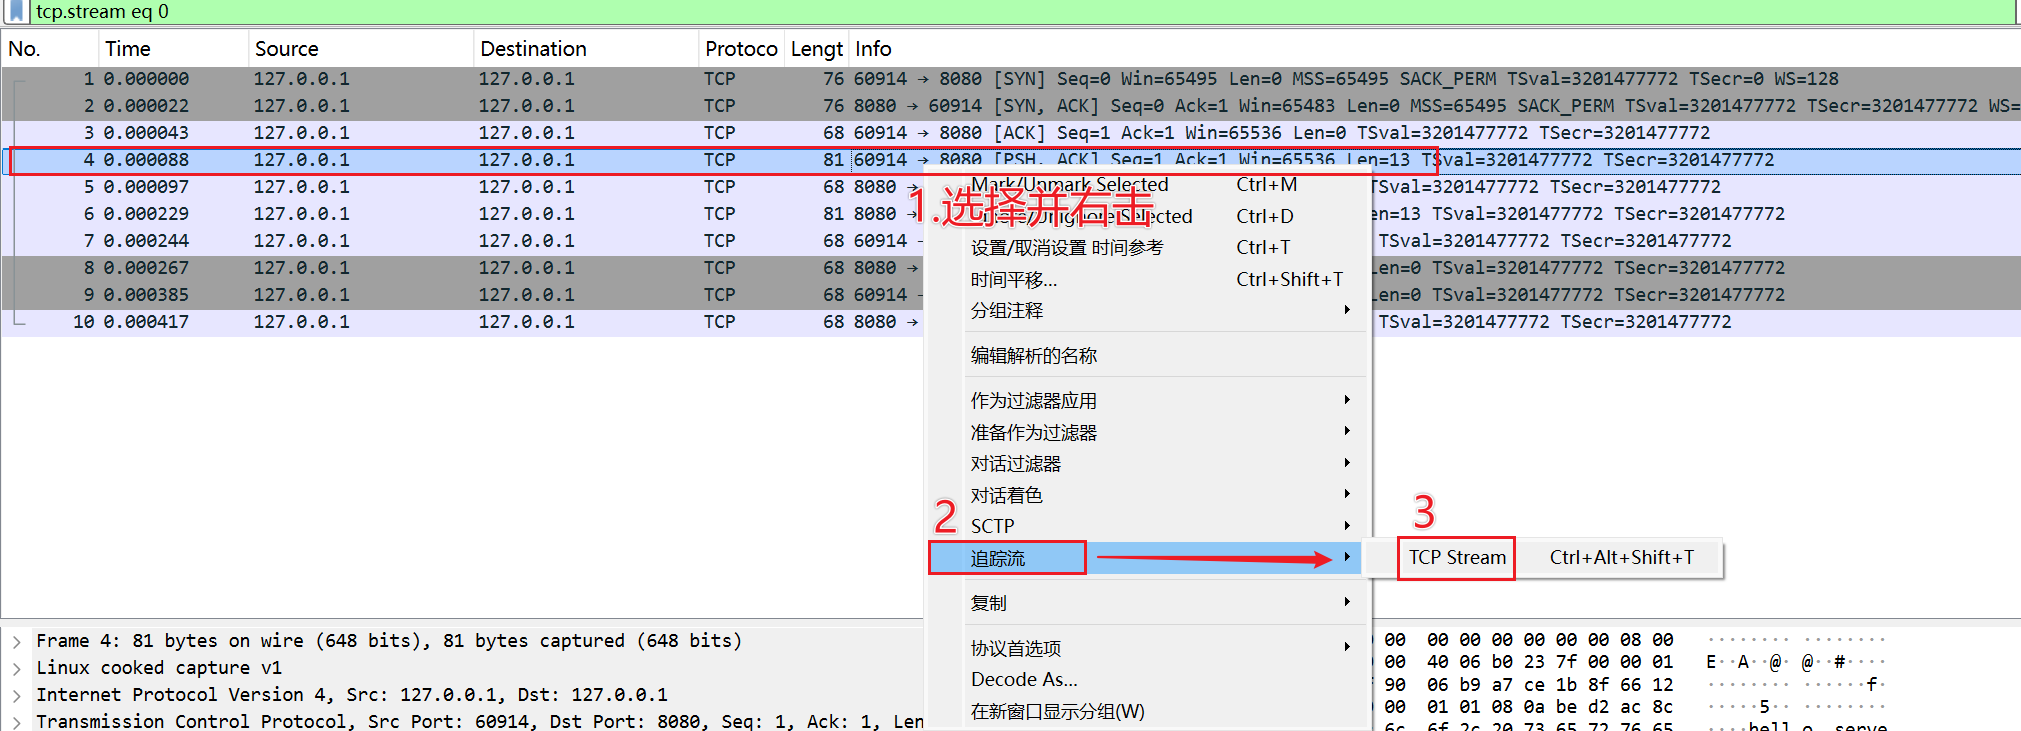 tcp.stream eq 0
No. Time Source Destination Protoco Lengt Info
1 0.000000 127.0.0.1 127.0.0.1 TCP 76 60914 → 8080 [SYN] Seq=0 Win=65495 Len=0 MSS=65495 SACK_PERM TSval=3201477772 TSecr=0 WS=128
2 0.000022 127.0.0.1 127.0.0.1 TCP 76 8080 → 60914 [SYN, ACK] Seq=0 Ack=1 Win=65483 Len=0 MSS=65495 SACK_PERM TSval=3201477772 TSecr=3201477772 WS=
3 0.000043 127.0.0.1 127.0.0.1 TCP 68 60914 → 8080 [ACK] Seq=1 Ack=1 Win=65536 Len=0 TSval=3201477772 TSecr=3201477772
4 0.000088 127.0.0.1 127.0.0.1 TCP 81 60914 → 8080 [PSH, ACK] Seq=1 Ack=1 Win=65536 Len=13 TSval=3201477772 TSecr=3201477772
5 0.000097 127.0.0.1 127.0.0.1 TCP 68 8080 → TSval=3201477772 TSecr=3201477772
6 0.000229 127.0.0.1 127.0.0.1 TCP 81 8080 → en=13 TSval=3201477772 TSecr=3201477772
7 0.000244 127.0.0.1 127.0.0.1 TCP 68 60914 TSval=3201477772 TSecr=3201477772
8 0.000267 127.0.0.1 127.0.0.1 TCP 68 8080 → Len=0 TSval=3201477772 TSecr=3201477772
9 0.000385 127.0.0.1 127.0.0.1 TCP 68 60914 Len=0 TSval=3201477772 TSecr=3201477772
10 0.000417 127.0.0.1 127.0.0.1 TCP 68 8080 → TSval=3201477772 TSecr=3201477772
Mark/Unmark Selected Ctrl+M
1.选择并右击
Selected Ctrl+D
设置/取消设置 时间参考 Ctrl+T
时间平移... Ctrl+Shift+T
分组注释
编辑解析的名称
作为过滤器应用
准备作为过滤器
对话过滤器
对话着色
SCTP
2
3
追踪流
TCP Stream Ctrl+Alt+Shift+T
复制
协议首选项
Decode As...
在新窗口显示分组(W)
Frame 4: 81 bytes on wire (648 bits), 81 bytes captured (648 bits)
Linux cooked capture v1
Internet Protocol Version 4, Src: 127.0.0.1, Dst: 127.0.0.1
Transmission Control Protocol, Src Port: 60914, Dst Port: 8080, Seq: 1, Ack: 1, Len
00 00 00 00 00 00 00 08 00 ········ ········
00 40 06 b0 23 7f 00 00 01 E··A··@· @··#····
90 06 b9 a7 ce 1b 8f 66 12 ········ ······f·
00 01 01 08 0a be d2 ac 8c ·····5·· ········
6c 6f 2c 20 73 65 72 76 65 ····hell o, serve